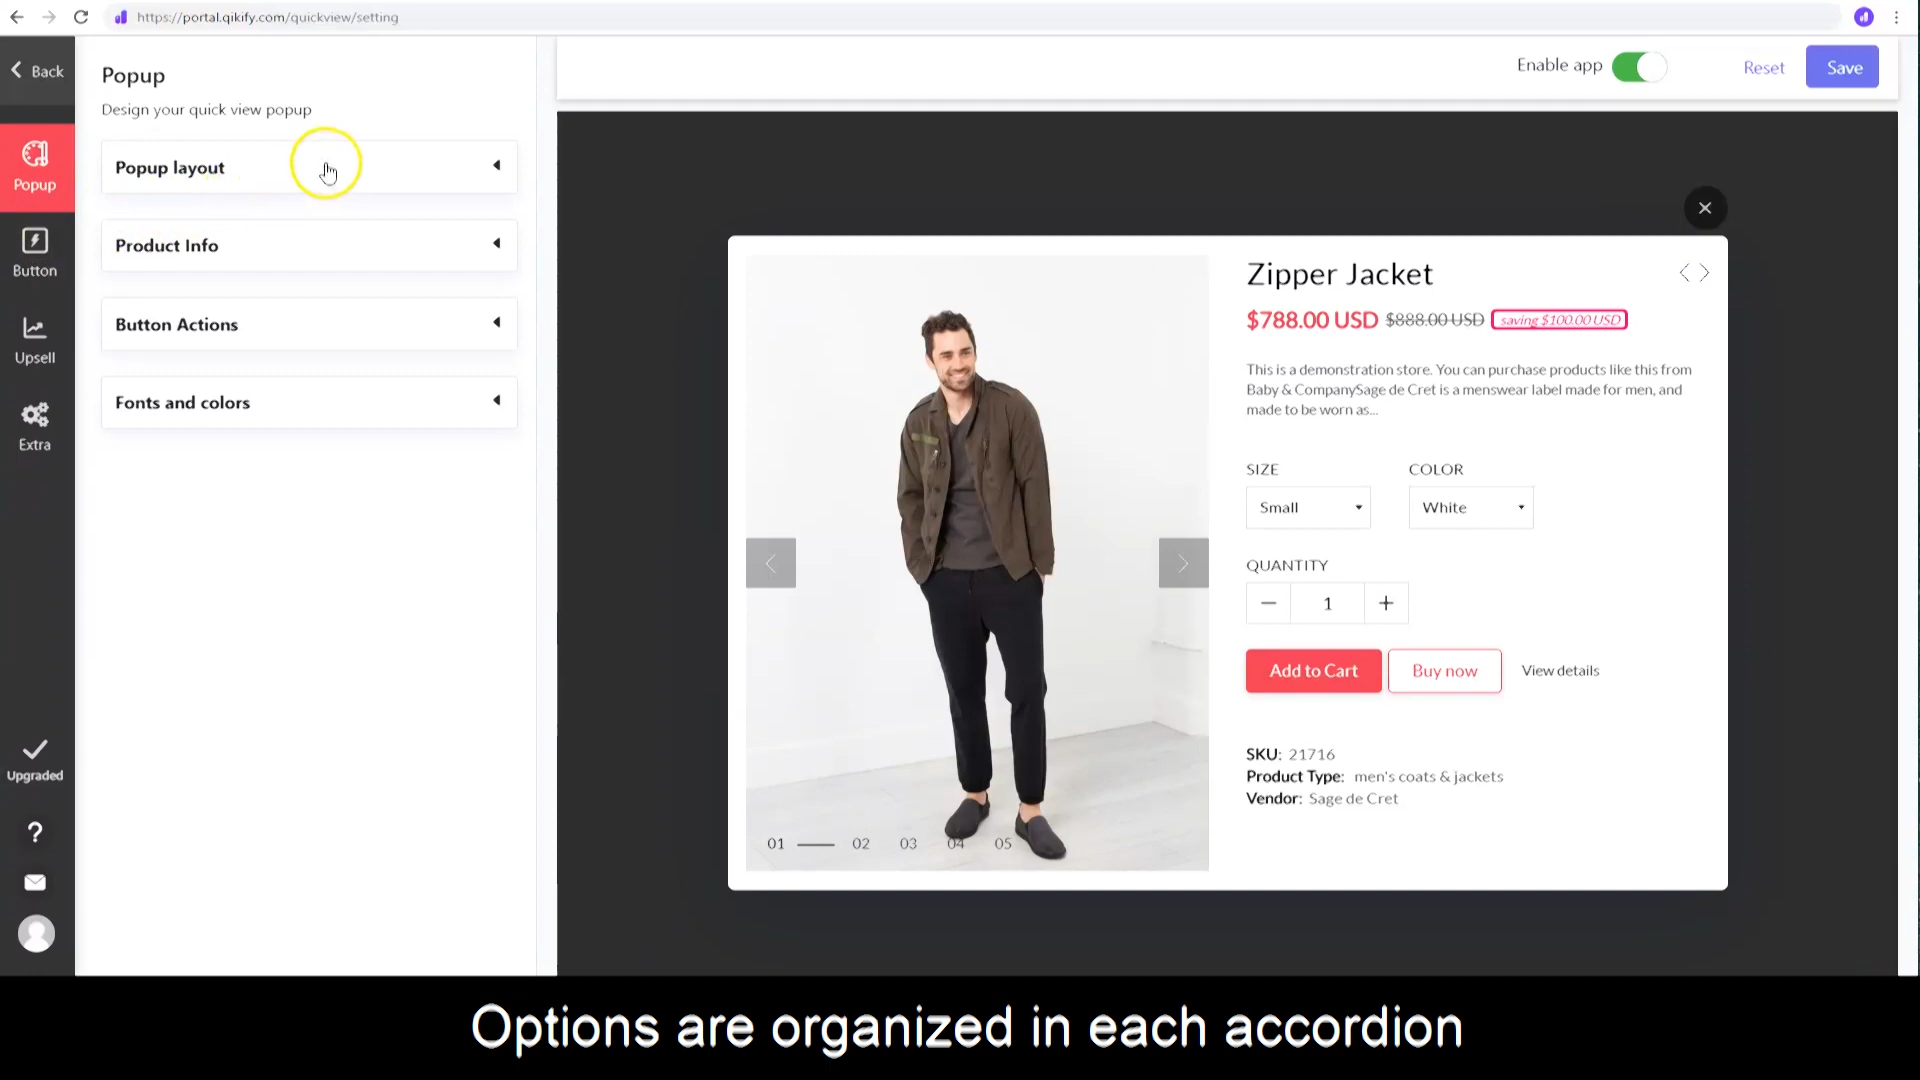 https://portal.qikify.com/quickview/setting
Back
Popup
Design your quick view popup
Enable app
Reset
Save
Popup
Popup layout
Product Info
Button
Button Actions
Upsell
Fonts and colors
Extra
Zipper Jacket
$788.00 USD $888.00 USD saving $100.00 USD
This is a demonstration store. You can purchase products like this from
Baby & CompanySage de Cret is a menswear label made for men, and
made to be worn as...
SIZE COLOR
Small White
QUANTITY
1
Add to Cart Buy now View details
SKU: 21716
Product Type: men's coats & jackets
Vendor: Sage de Cret
01 02 03 04 05
Upgraded
?
Options are organized in each accordion